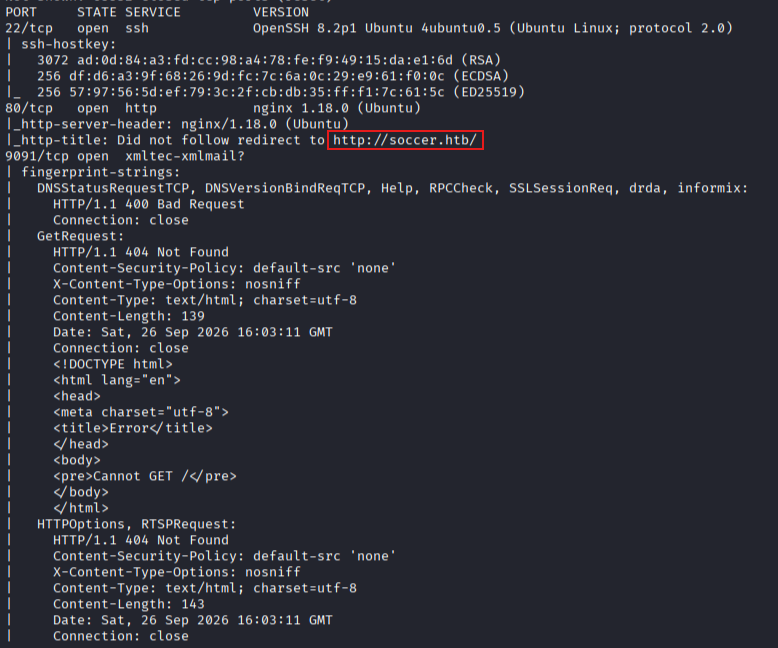 PORT STATE SERVICE VERSION
22/tcp open ssh OpenSSH 8.2p1 Ubuntu 4ubuntu0.5 (Ubuntu Linux; protocol 2.0)
| ssh-hostkey:
| 3072 ad:0d:84:a3:fd:cc:98:a4:78:fe:f9:49:15:da:e1:6d (RSA)
| 256 df:d6:a3:9f:68:26:9d:fc:7c:6a:0c:29:e9:61:f0:0c (ECDSA)
|_ 256 57:97:56:5d:ef:79:3c:2f:cb:db:35:ff:f1:7c:61:5c (ED25519)
80/tcp open http nginx 1.18.0 (Ubuntu)
|_http-server-header: nginx/1.18.0 (Ubuntu)
|_http-title: Did not follow redirect to http://soccer.htb/
9091/tcp open xmltec-xmlmail?
| fingerprint-strings:
| DNSStatusRequestTCP, DNSVersionBindReqTCP, Help, RPCCheck, SSLSessionReq, drda, informix:
| HTTP/1.1 400 Bad Request
| Connection: close
| GetRequest:
| HTTP/1.1 404 Not Found
| Content-Security-Policy: default-src 'none'
| X-Content-Type-Options: nosniff
| Content-Type: text/html; charset=utf-8
| Content-Length: 139
| Date: Sat, 26 Sep 2026 16:03:11 GMT
| Connection: close
| <!DOCTYPE html>
| <html lang="en">
| <head>
| <meta charset="utf-8">
| <title>Error</title>
| </head>
| <body>
| <pre>Cannot GET /</pre>
| </body>
| </html>
| HTTPOptions, RTSPRequest:
| HTTP/1.1 404 Not Found
| Content-Security-Policy: default-src 'none'
| X-Content-Type-Options: nosniff
| Content-Type: text/html; charset=utf-8
| Content-Length: 143
| Date: Sat, 26 Sep 2026 16:03:11 GMT
| Connection: close